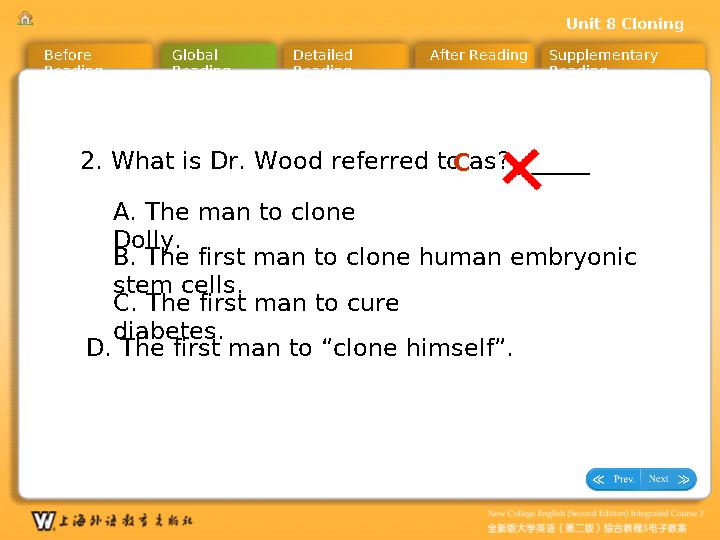 Unit 8 Cloning
Before Reading
Global Reading
Detailed Reading
After Reading
Supplementary Reading
2. What is Dr. Wood referred to as? _____
C
A. The man to clone
Dolly.
B. The first man to clone human embryonic
stem cells.
C. The first man to cure
diabetes.
D. The first man to “clone himself”.
Prev. Next
New College English (Second Edition) Integrated Course 3
上海外语教育出版社
全新版大学英语（第二版）综合教程3电子教案